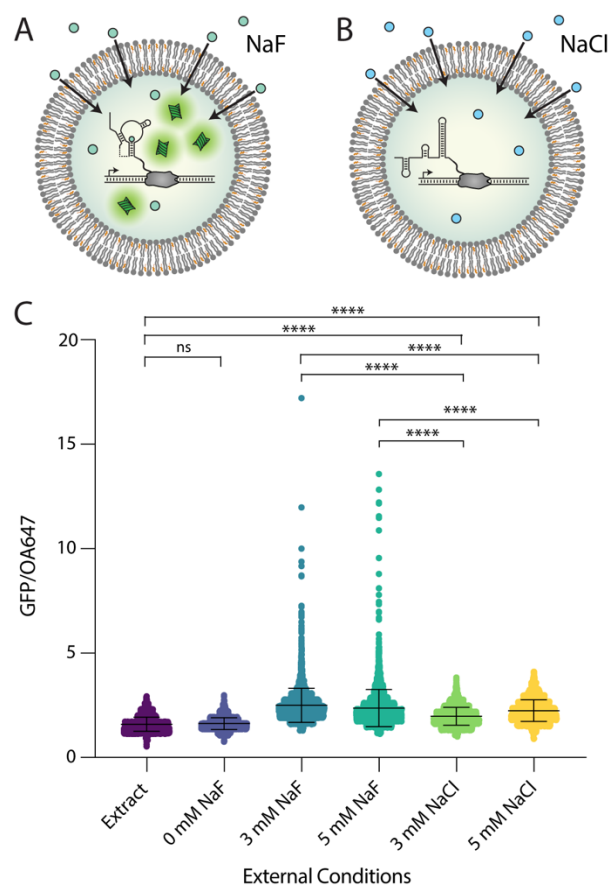 A
NaF
B
NaCl
C
****
****
ns
****
****
****
****
20
15
10
5
0
GFP/OA647
Extract
0 mM NaF
3 mM NaF
5 mM NaF
3 mM NaCl
5 mM NaCl
External Conditions